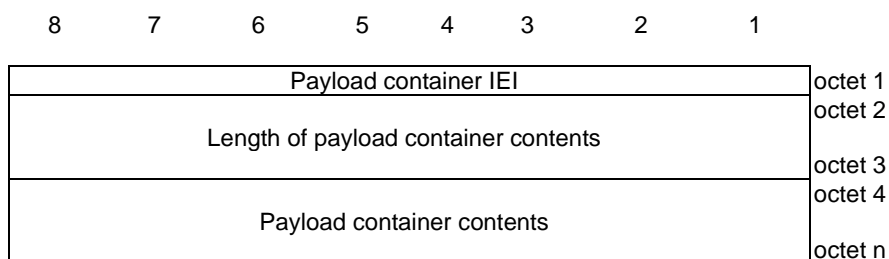 8 7 6 5 4 3 2 1
Payload container IEI octet 1
octet 2
Length of payload container contents
octet 3
octet 4
Payload container contents
octet n